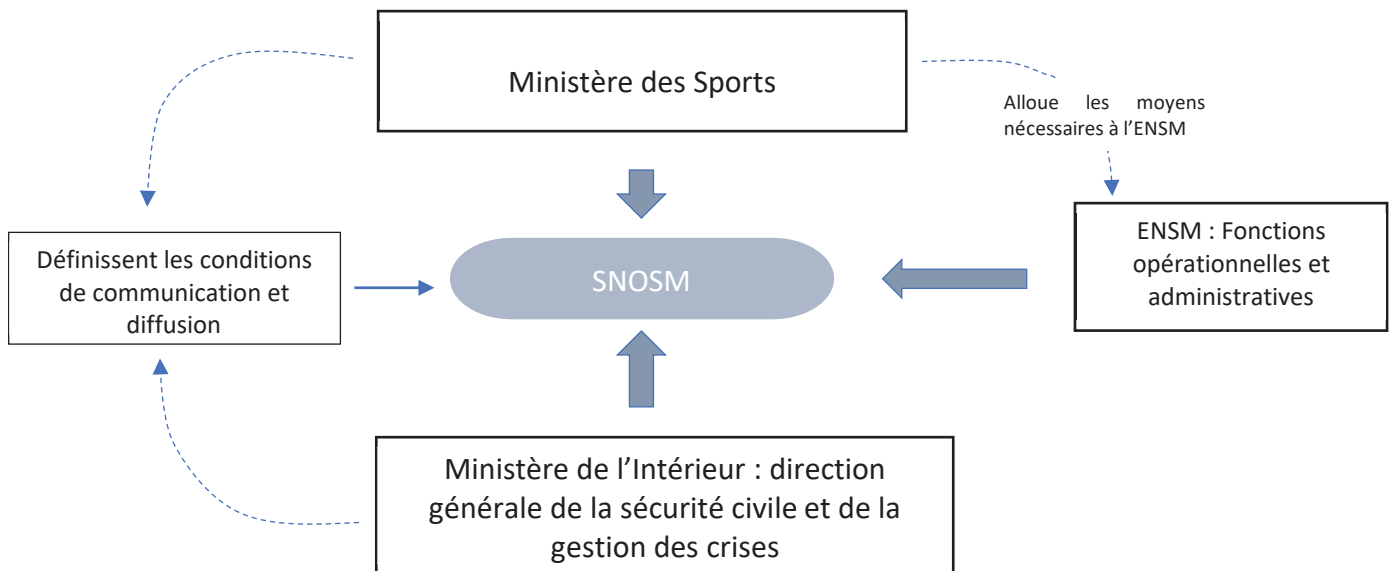 Ministère des Sports
Alloue les moyens
nécessaires à l’ENSM
Définissent les conditions
de communication et
diffusion
SNOSM
ENSM : Fonctions
opérationnelles et
administratives
Ministère de l’Intérieur : direction
générale de la sécurité civile et de la
gestion des crises